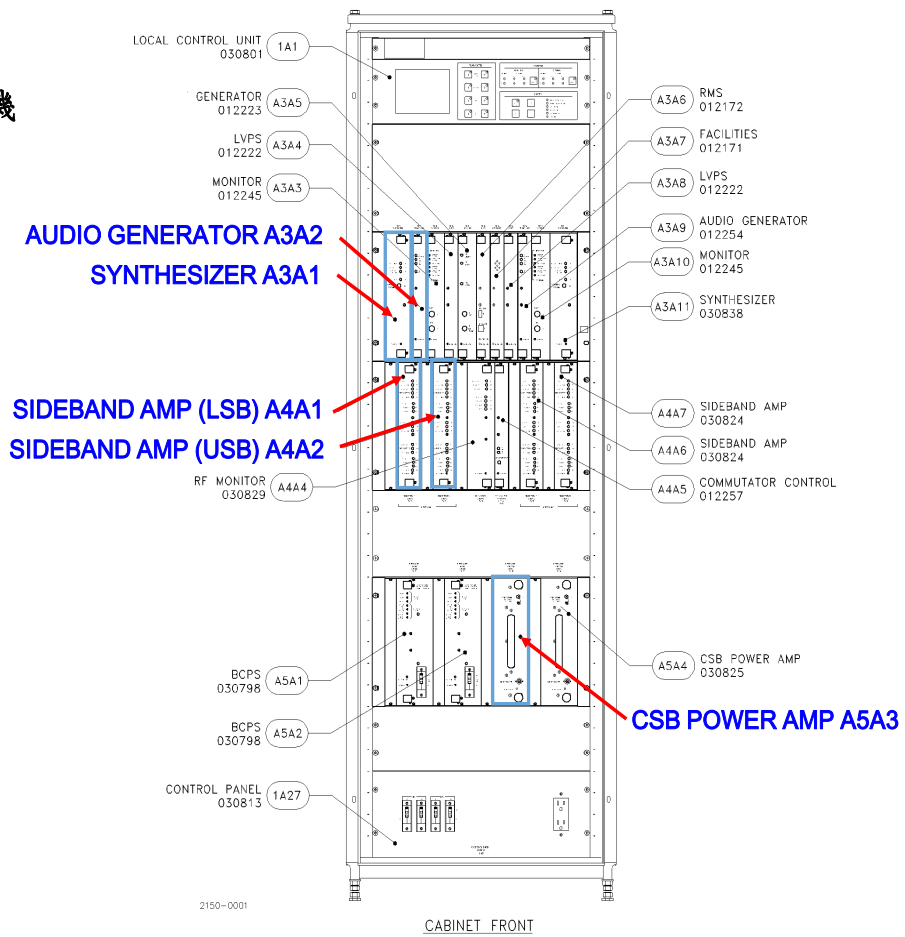 機
LOCAL CONTROL UNIT
030801
1A1
GENERATOR
012223
A3A5
LVPS
012222
A3A4
MONITOR
012245
A3A3
AUDIO GENERATOR A3A2
SYNTHESIZER A3A1
SIDEBAND AMP (LSB) A4A1
SIDEBAND AMP (USB) A4A2
RF MONITOR
030829
A4A4
BCPS
030798
A5A1
BCPS
030798
A5A2
CONTROL PANEL
030813
1A27
A3A6
RMS
012172
A3A7
FACILITIES
012171
A3A8
LVPS
012222
A3A9
AUDIO GENERATOR
012254
A3A10
MONITOR
012245
A3A11
SYNTHESIZER
030838
A4A7
SIDEBAND AMP
030824
A4A6
SIDEBAND AMP
030824
A4A5
COMMUTATOR CONTROL
012257
A5A4
CSB POWER AMP
030825
CSB POWER AMP A5A3
2150-0001
CABINET FRONT